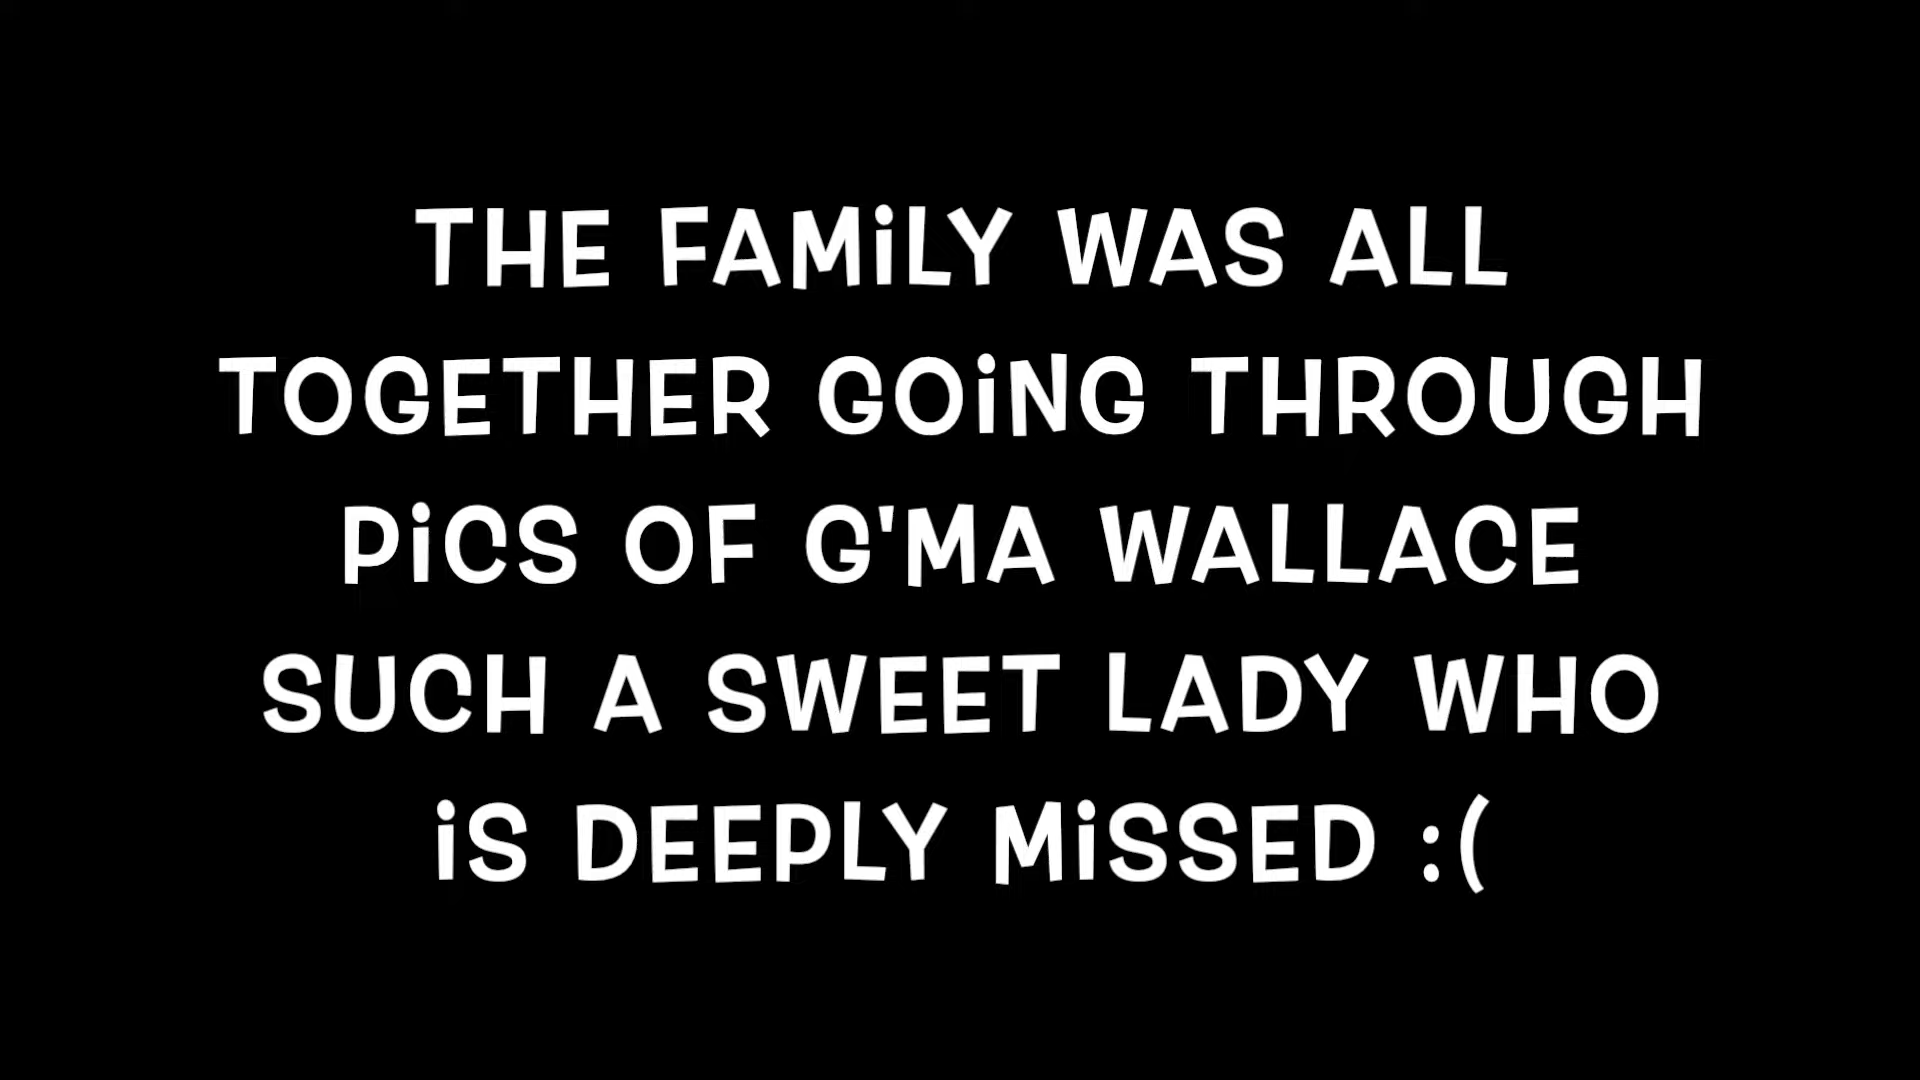 THE FAMiLY WAS ALL
TOGETHER GOiNG THROUGH
PiCS OF G'MA WALLACE
SUCH A SWEET LADY WHO
iS DEEPLY MiSSED :(